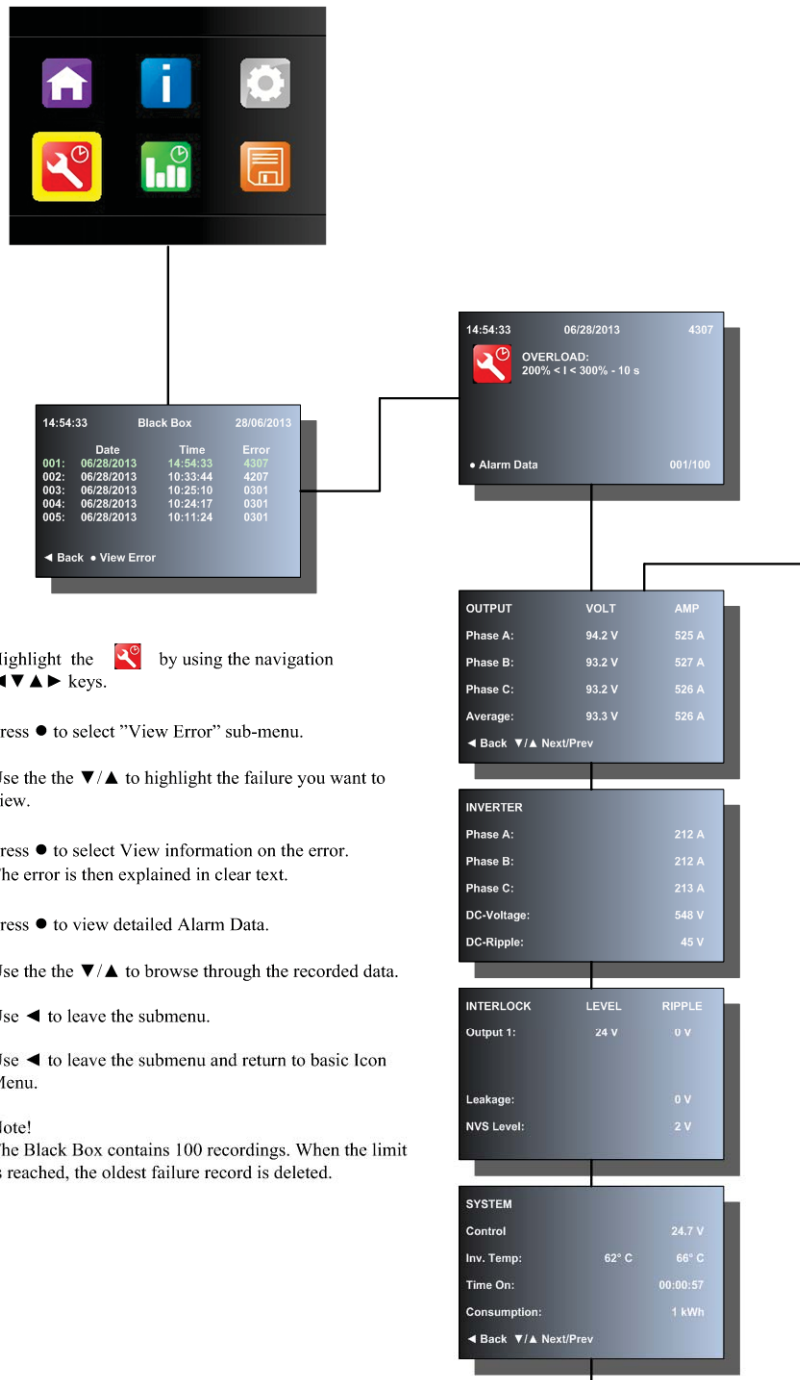 14:54:33 Black Box 28/06/2013
Date Time Error
001: 06/28/2013 14:54:33 4307
002: 06/28/2013 10:33:44 4207
003: 06/28/2013 10:25:10 0301
004: 06/28/2013 10:24:17 0301
005: 06/28/2013 10:11:24 0301
◄ Back ● View Error
ighlight the by using the navigation
◄▼▲► keys.
ress ● to select ”View Error” sub-menu.
se the the ▼/▲ to highlight the failure you want to
iew.
ress ● to select View information on the error.
he error is then explained in clear text.
ress ● to view detailed Alarm Data.
se the the ▼/▲ to browse through the recorded data.
se ◄ to leave the submenu.
se ◄ to leave the submenu and return to basic Icon
enu.
ote!
he Black Box contains 100 recordings. When the limit
s reached, the oldest failure record is deleted.
14:54:33 06/28/2013 4307
OVERLOAD:
200% < I < 300% - 10 s
● Alarm Data 001/100
OUTPUT VOLT AMP
Phase A: 94.2 V 525 A
Phase B: 93.2 V 527 A
Phase C: 93.2 V 526 A
Average: 93.3 V 526 A
◄ Back ▼/▲ Next/Prev
INVERTER
Phase A: 212 A
Phase B: 212 A
Phase C: 213 A
DC-Voltage: 548 V
DC-Ripple: 45 V
INTERLOCK LEVEL RIPPLE
Output 1: 24 V 0 V
Leakage: 0 V
NVS Level: 2 V
SYSTEM
Control 24.7 V
Inv. Temp: 62° C 66° C
Time On: 00:00:57
Consumption: 1 kWh
◄ Back ▼/▲ Next/Prev